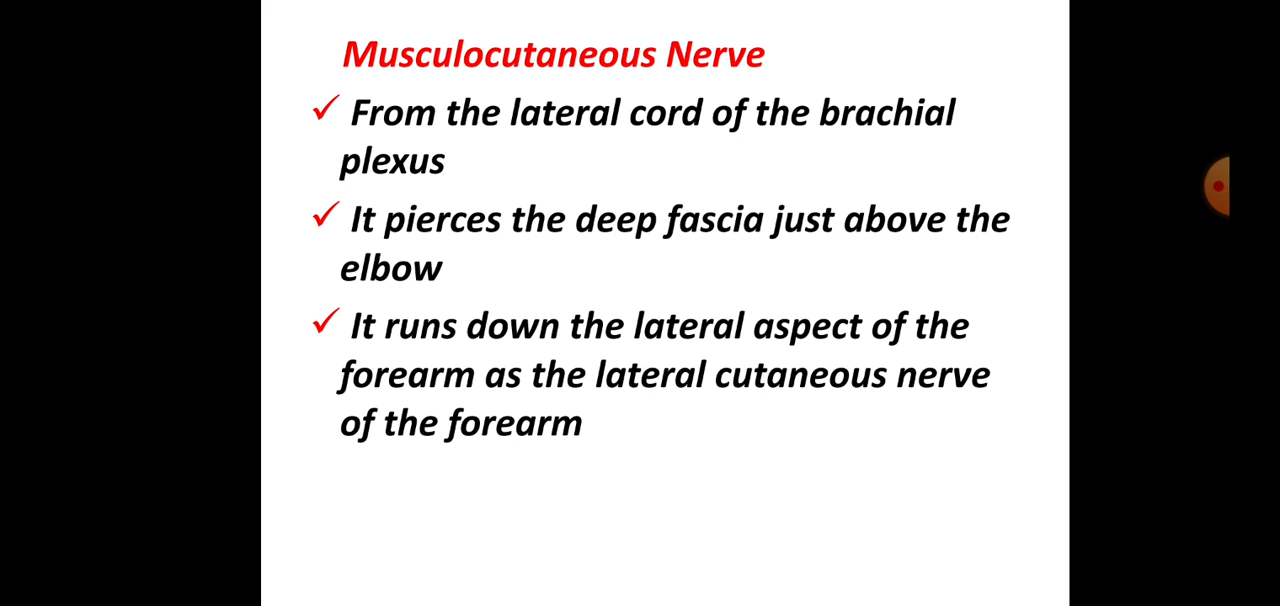 Musculocutaneous Nerve
✓ From the lateral cord of the brachial
plexus
✓ It pierces the deep fascia just above the
elbow
✓ It runs down the lateral aspect of the
forearm as the lateral cutaneous nerve
of the forearm